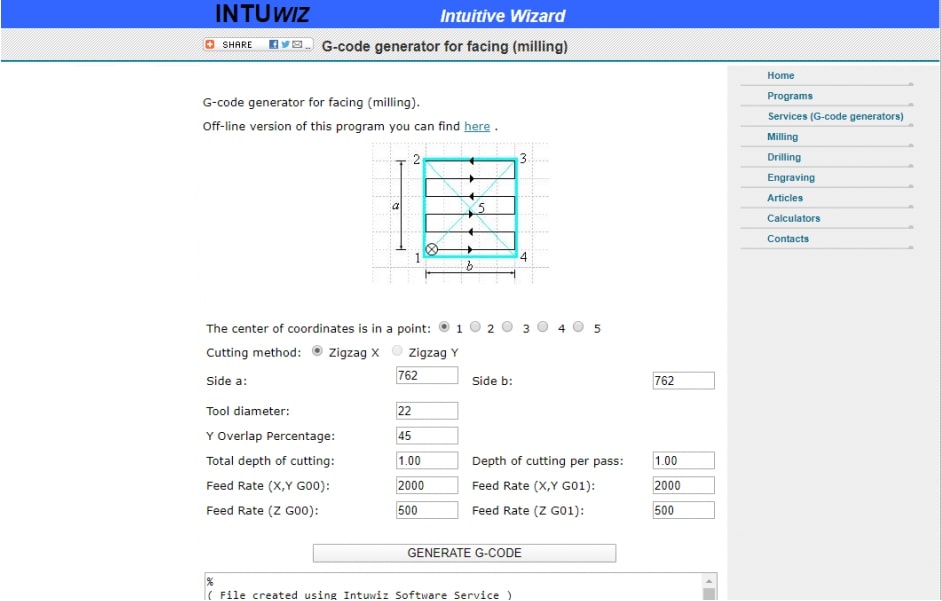 INTUWIZ
Intuitive Wizard
SHARE
G-code generator for facing (milling)
Home
Programs
Services (G-code generators)
Milling
Drilling
Engraving
Articles
Calculators
Contacts
G-code generator for facing (milling).
Off-line version of this program you can find here .
2 3
a
5
1 4
b
The center of coordinates is in a point: 1 2 3 4 5
Cutting method: Zigzag X Zigzag Y
Side a: 762 Side b: 762
Tool diameter: 22
Y Overlap Percentage: 45
Total depth of cutting: 1.00 Depth of cutting per pass: 1.00
Feed Rate (X,Y G00): 2000 Feed Rate (X,Y G01): 2000
Feed Rate (Z G00): 500 Feed Rate (Z G01): 500
GENERATE G-CODE
%
( File created using Intuwiz Software Service )